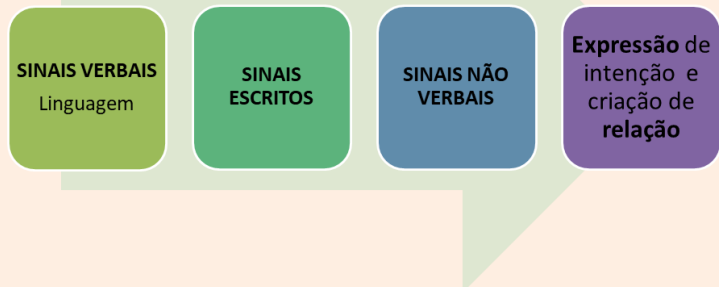 SINAIS VERBAIS
Linguagem
SINAIS
ESCRITOS
SINAIS NÃO
VERBAIS
Expressão de
intenção e
criação de
relação